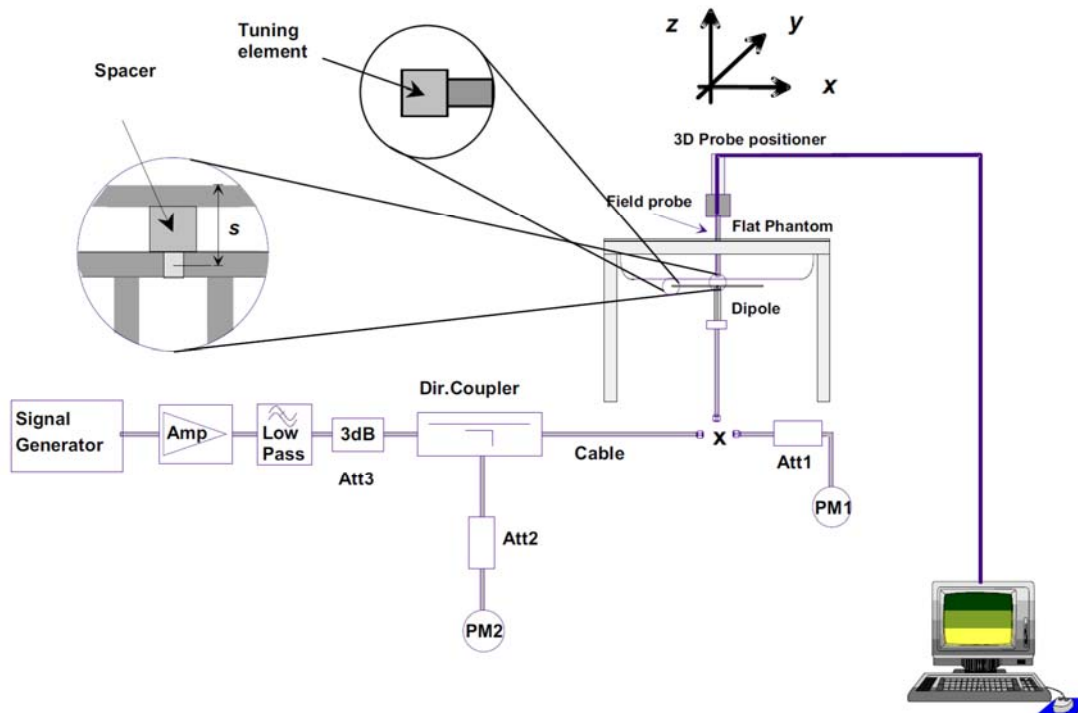 Tuning
element
Spacer
s
z
y
x
3D Probe positioner
Field probe
Flat Phantom
Dipole
Signal
Generator
Amp
Low
Pass
3dB
Att3
Dir.Coupler
Cable
x
Att1
PM1
Att2
PM2